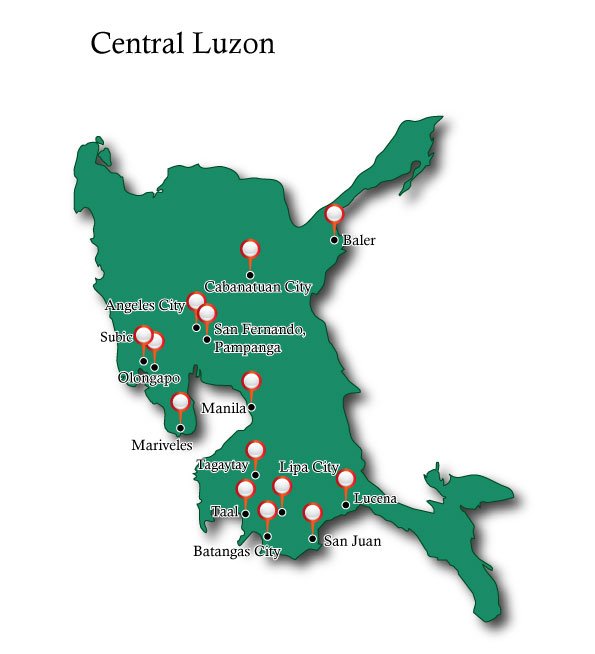 Central Luzon
Baler
Cabanatuan City
Angeles City
San Fernando,
Pampanga
Subic
Olongapo
Manila
Mariveles
Tagaytay
Lipa City
Lucena
Taal
San Juan
Batangas City